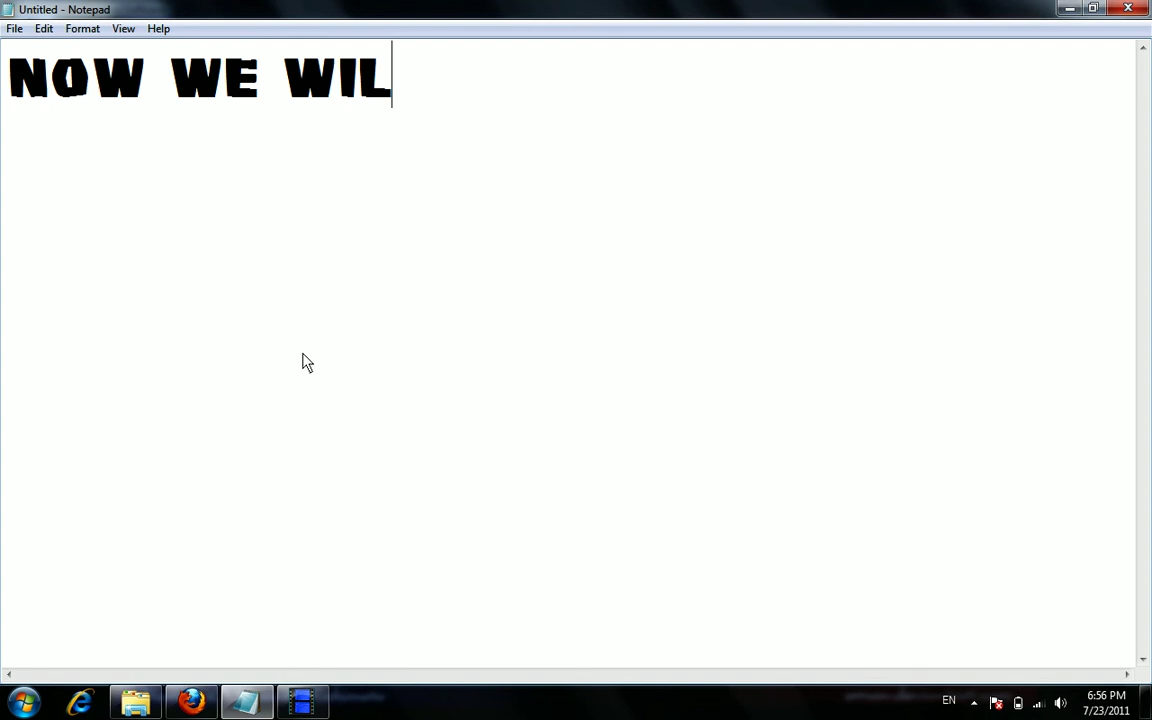 Untitled - Notepad
File Edit Format View Help
NOW WE WIL
EN
6:56 PM
7/23/2011